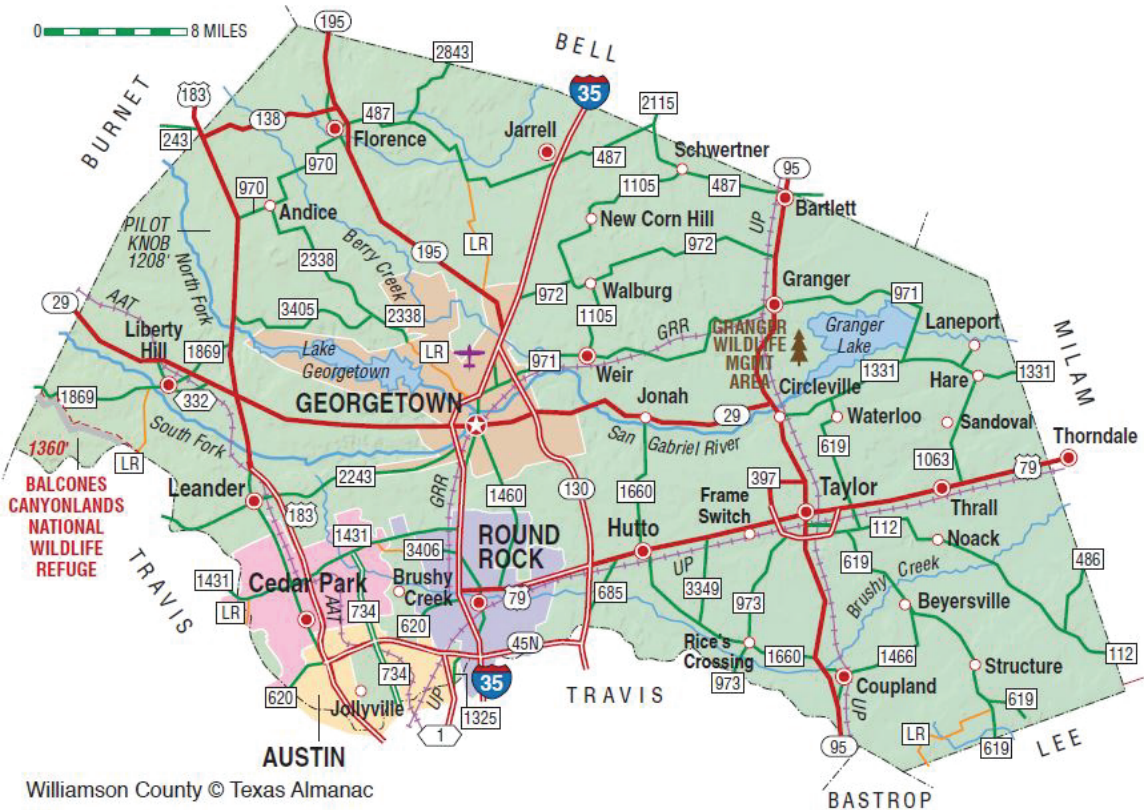 0 8 MILES
195
2843
BELL
BURNET
183
35
138
487
2115
243
Florence
Jarrell
Schwertner
970
487
95
970
1105
487
Andice
Bartlett
PILOT
KNOB
1208'
New Corn Hill
UP
195
LR
972
North Fork
Berry Creek
2338
Granger
29
AAT
972
Walburg
971
3405
2338
1105
GRR
GRANGER
WILDLIFE
MGMT
AREA
Granger
Lake
Laneport
MILAM
Liberty
Hill
1869
Lake
Georgetown
LR
971
Weir
1331
Hare
1331
1869
332
GEORGETOWN
Jonah
29
Circleville
Waterloo
Sandoval
South Fork
San Gabriel River
619
Thorndale
1360'
LR
BALCONES
CANYONLANDS
NATIONAL
WILDLIFE
REFUGE
2243
GRR
1063
79
Leander
1460
130
1660
397
Taylor
Frame
Switch
Thrall
183
1431
ROUND
ROCK
Hutto
112
Noack
3406
UP
619
486
TRAVIS
1431
Cedar Park
Brushy
Creek
79
685
3349
973
Brushy Creek
Beyersville
LR
AAT
734
620
45N
Rice's
Crossing
1660
1466
Structure
112
734
35
TRAVIS
973
Coupland
620
Jollyville
UP
1325
UP
619
1
LR
619
LEE
AUSTIN
95
Williamson County © Texas Almanac
BASTROP